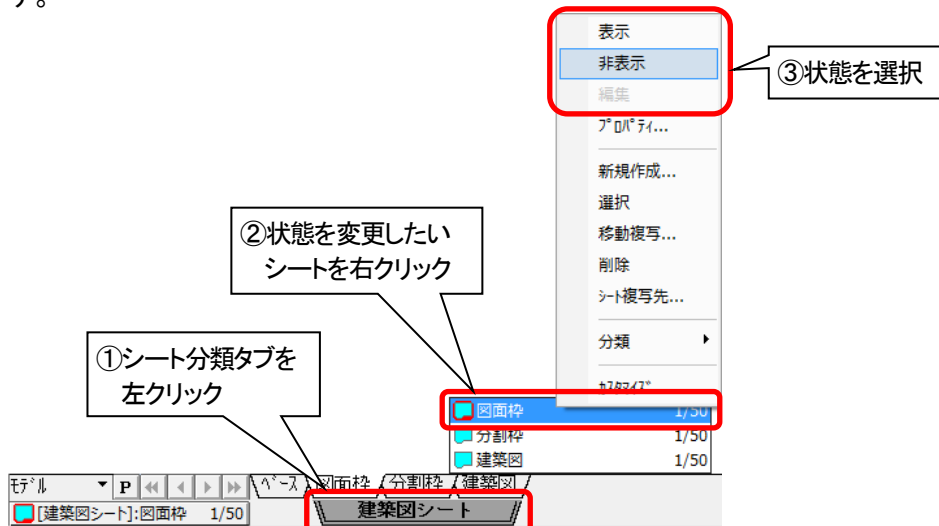 す。
表示
非表示
編集
ﾌﾟﾛﾊﾟﾃｨ...
新規作成...
選択
移動複写...
削除
ｼｰﾄ複写先...
分類
ｶｽﾀﾏｲｽﾞ
③状態を選択
②状態を変更したい
シートを右クリック
①シート分類タブを
左クリック
図面枠 1/50
分割枠 1/50
建築図 1/50
ﾓﾃﾞﾙ P ﾍﾞｰｽ 図面枠 分割枠 建築図
[建築図シート]:図面枠 1/50 建築図シート